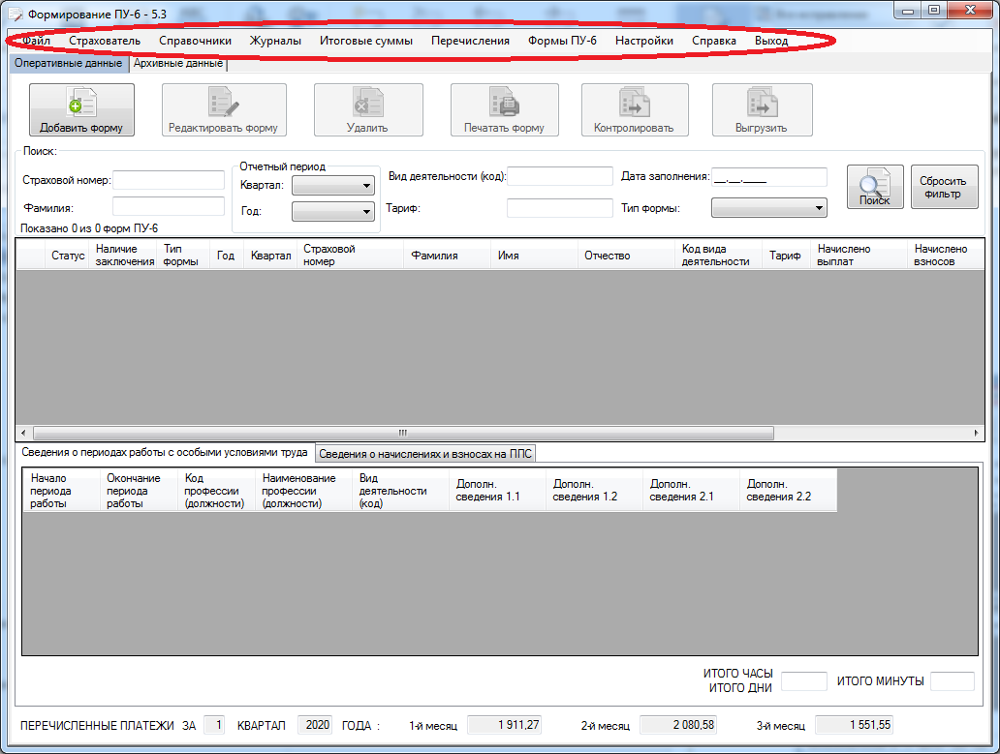 Формирование ПУ-6 - 5.3
Файл Страхователь Справочники Журналы Итоговые суммы Перечисления Формы ПУ-6 Настройки Справка Выход
Оперативные данные Архивные данные
Добавить форму Редактировать форму Удалить Печатать форму Контролировать Выгрузить
Поиск:
Страховой номер:
Фамилия:
Показано 0 из 0 форм ПУ-6
Отчетный период
Квартал:
Год:
Вид деятельности (код):
Тариф:
Дата заполнения: __.__.____
Тип формы:
Поиск
Сбросить
фильтр
Статус
Наличие
заключения
Тип
формы
Год
Квартал
Страховой
номер
Фамилия
Имя
Отчество
Код вида
деятельности
Тариф
Начислено
выплат
Начислено
взносов
Сведения о периодах работы с особыми условиями труда Сведения о начислениях и взносах на ППС
Начало
периода
работы
Окончание
периода
работы
Код
профессии
(должности)
Наименование
профессии
(должности)
Вид
деятельности
(код)
Дополн.
сведения 1.1
Дополн.
сведения 1.2
Дополн.
сведения 2.1
Дополн.
сведения 2.2
ИТОГО ЧАСЫ
ИТОГО ДНИ
ИТОГО МИНУТЫ
ПЕРЕЧИСЛЕННЫЕ ПЛАТЕЖИ ЗА 1 КВАРТАЛ 2020 ГОДА : 1-й месяц 1 911,27 2-й месяц 2 080,58 3-й месяц 1 551,55